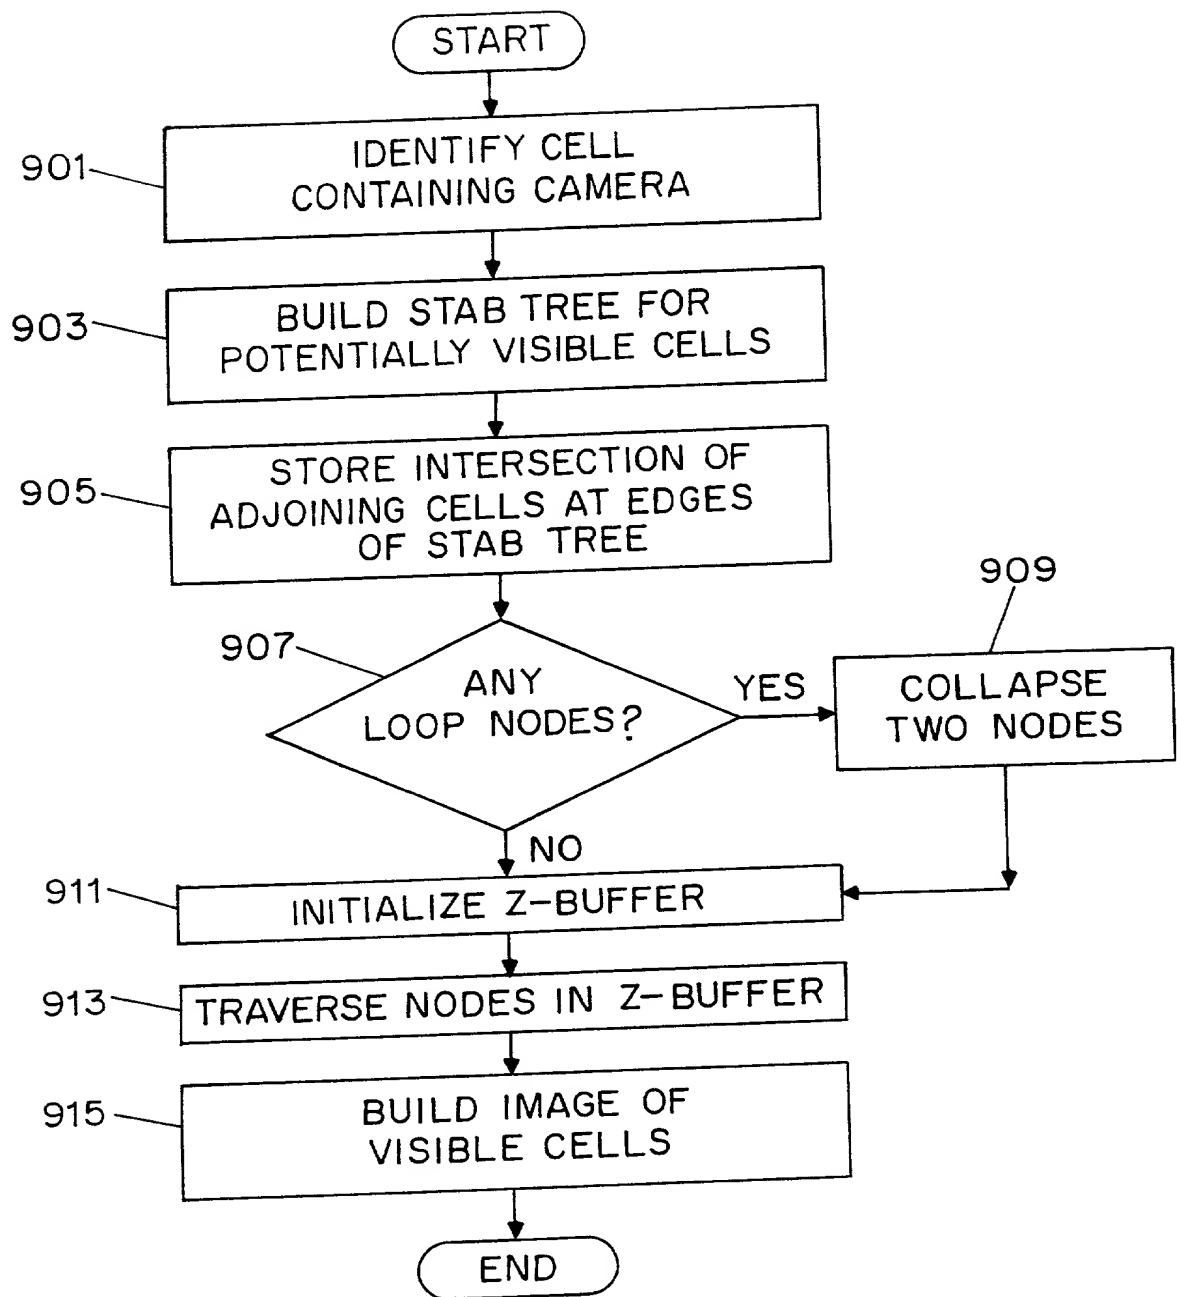 START
901
IDENTIFY CELL
CONTAINING CAMERA
903
BUILD STAB TREE FOR
POTENTIALLY VISIBLE CELLS
905
STORE INTERSECTION OF
ADJOINING CELLS AT EDGES
OF STAB TREE
907
ANY
LOOP NODES?
YES
909
COLLAPSE
TWO NODES
NO
911
INITIALIZE Z-BUFFER
913
TRAVERSE NODES IN Z-BUFFER
915
BUILD IMAGE OF
VISIBLE CELLS
END